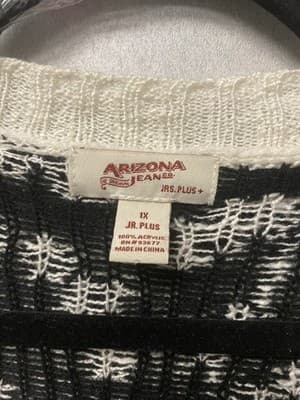 ARIZONA
JEAN CO.
JRS. PLUS +
1X
JR. PLUS
100% ACRYLIC
RN# 93677
MADE IN CHINA